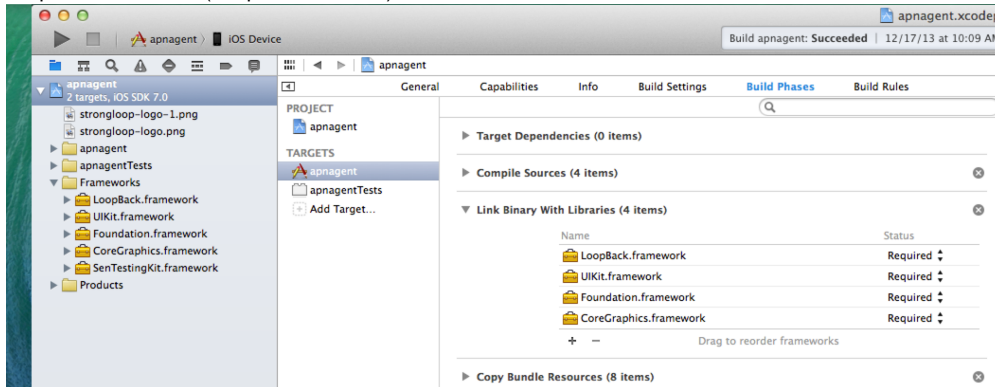 apnagent.xcodep
apnagent
iOS Device
Build apnagent: Succeeded | 12/17/13 at 10:09 AM
apnagent
apnagent
2 targets, iOS SDK 7.0
strongloop-logo-1.png
strongloop-logo.png
apnagent
apnagentTests
Frameworks
LoopBack.framework
UIKit.framework
Foundation.framework
CoreGraphics.framework
SenTestingKit.framework
Products
General Capabilities Info Build Settings Build Phases Build Rules
PROJECT
apnagent
TARGETS
apnagent
apnagentTests
Add Target...
Target Dependencies (0 items)
Compile Sources (4 items)
Link Binary With Libraries (4 items)
Name Status
LoopBack.framework Required
UIKit.framework Required
Foundation.framework Required
CoreGraphics.framework Required
+ − Drag to reorder frameworks
Copy Bundle Resources (8 items)